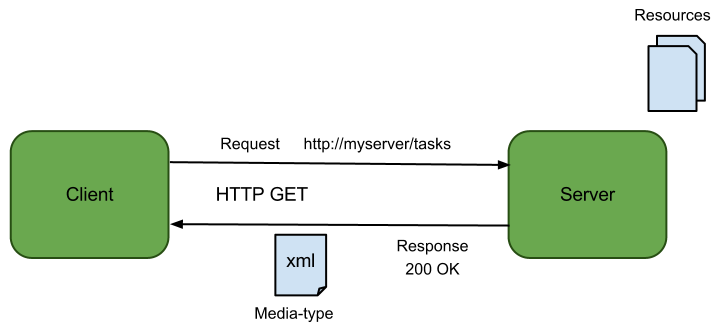 Resources
Request http://myserver/tasks
Client
HTTP GET
Server
Response
200 OK
xml
Media-type